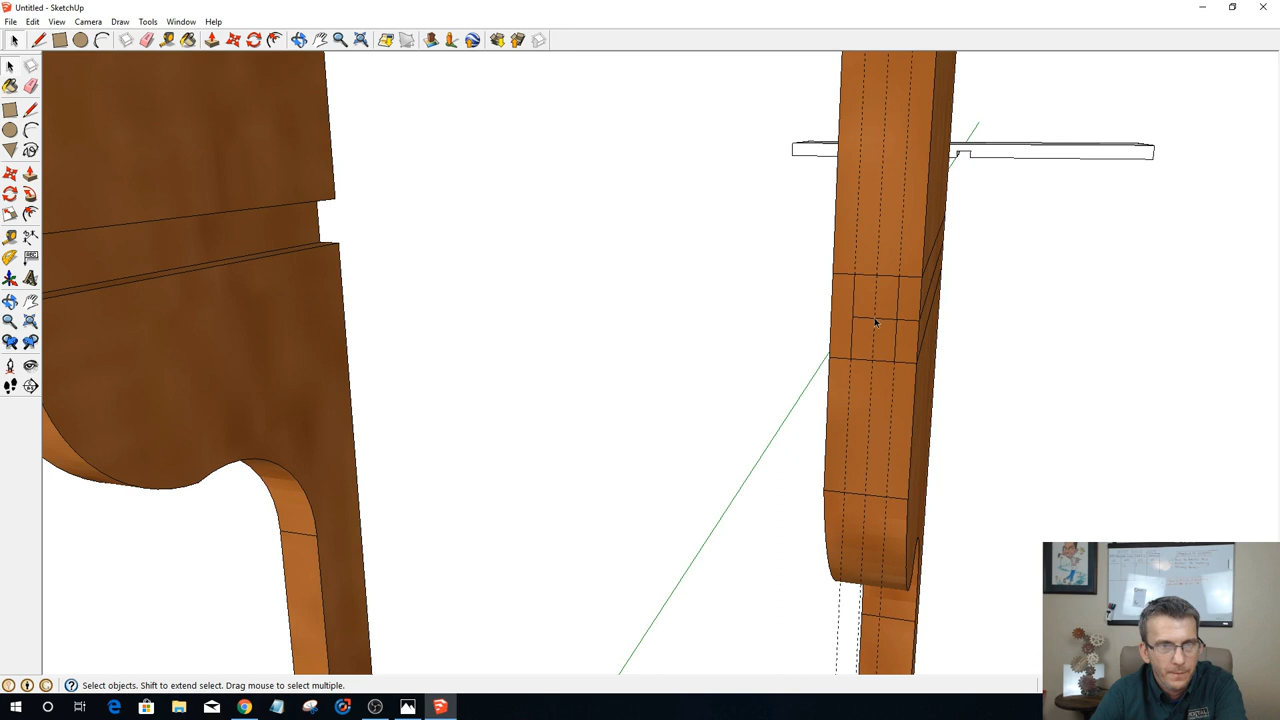 Untitled - SketchUp
File Edit View Camera Draw Tools Window Help
Select objects. Shift to extend select. Drag mouse to select multiple.